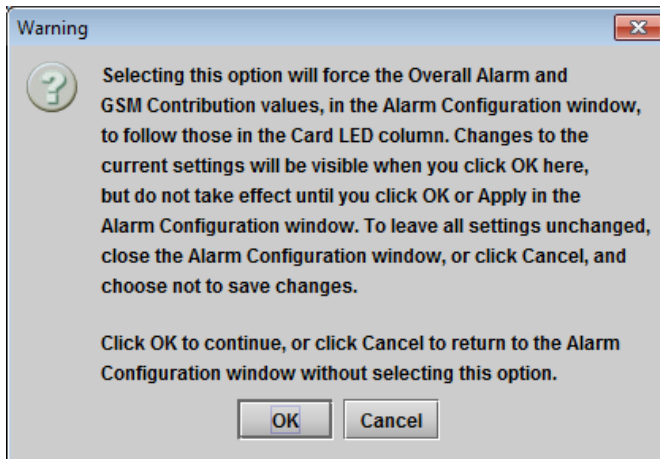 Warning
Selecting this option will force the Overall Alarm and
GSM Contribution values, in the Alarm Configuration window,
to follow those in the Card LED column. Changes to the
current settings will be visible when you click OK here,
but do not take effect until you click OK or Apply in the
Alarm Configuration window. To leave all settings unchanged,
close the Alarm Configuration window, or click Cancel, and
choose not to save changes.
Click OK to continue, or click Cancel to return to the Alarm
Configuration window without selecting this option.
OK Cancel